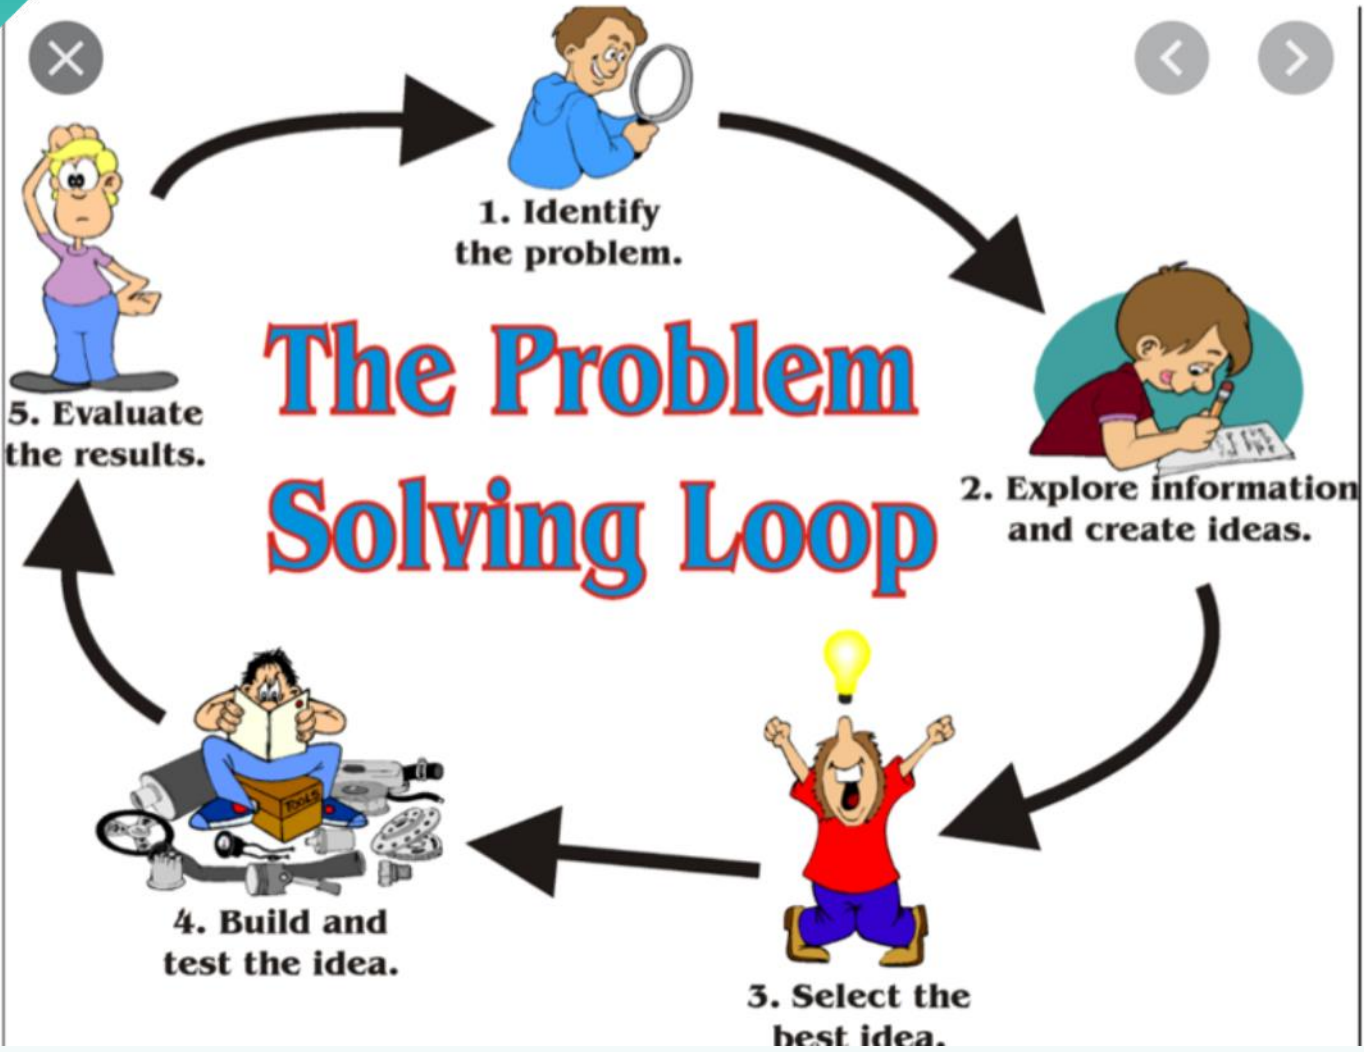 The Problem
Solving Loop
1. Identify
the problem.
2. Explore information
and create ideas.
3. Select the
best idea.
4. Build and
test the idea.
TOOLS
5. Evaluate
the results.